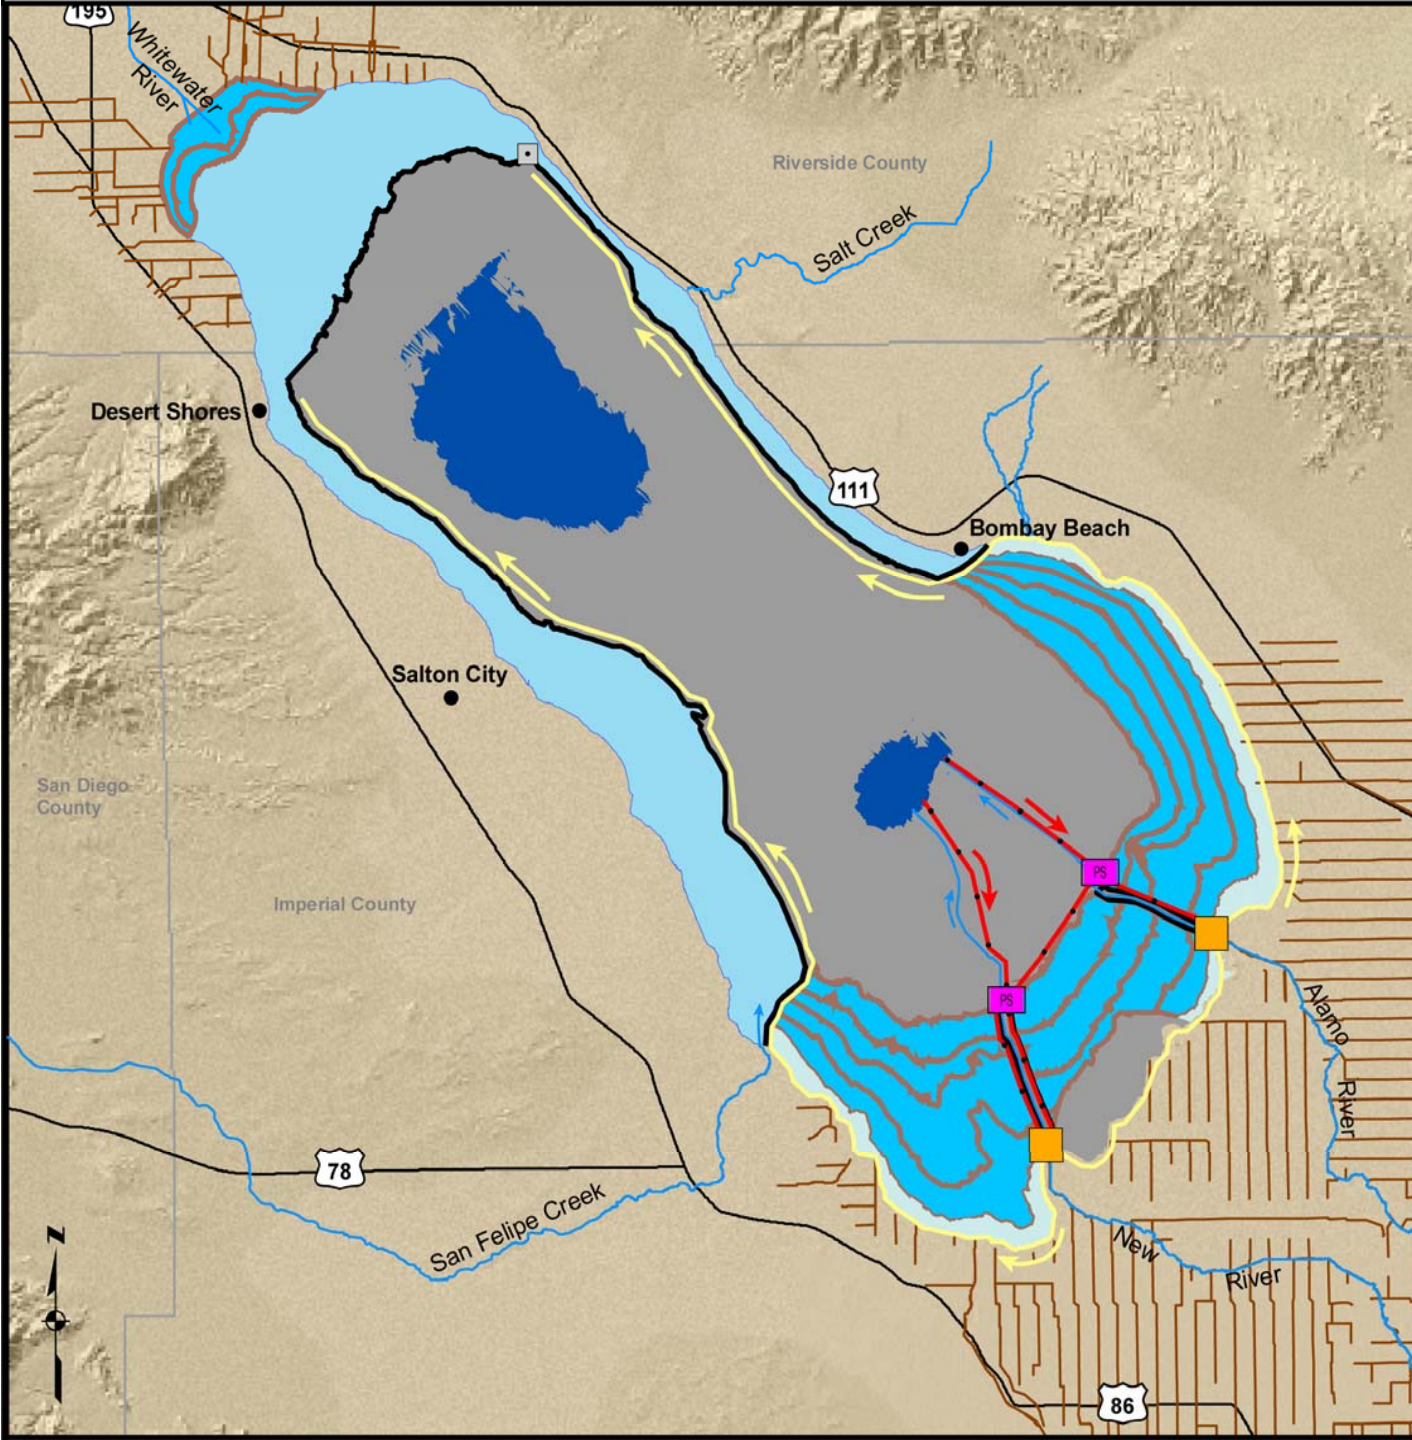 195
Whitewater
River
Riverside County
Salt Creek
Desert Shores
111
Bombay Beach
Salton City
San Diego
County
PS
Imperial County
PS
Alamo
River
78
San Felipe Creek
New
River
Z
86